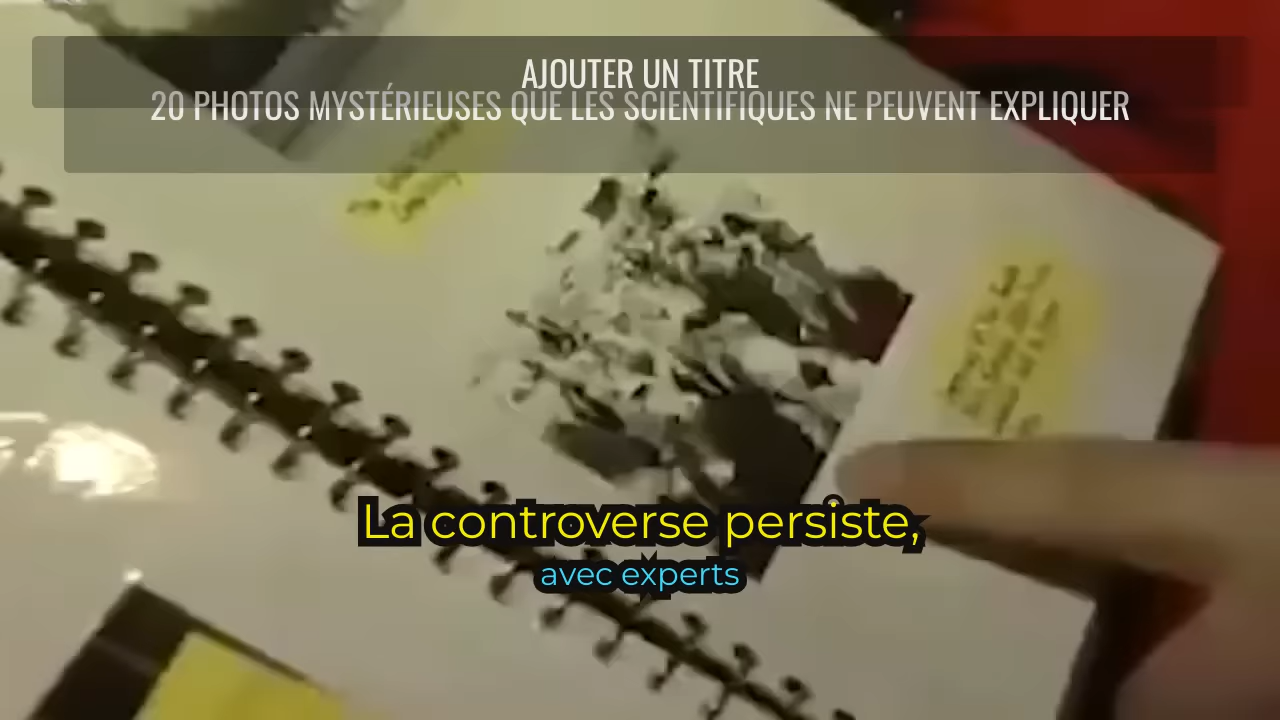 AJOUTER UN TITRE
20 PHOTOS MYSTÉRIEUSES QUE LES SCIENTIFIQUES NE PEUVENT EXPLIQUER
La controverse persiste,
avec experts